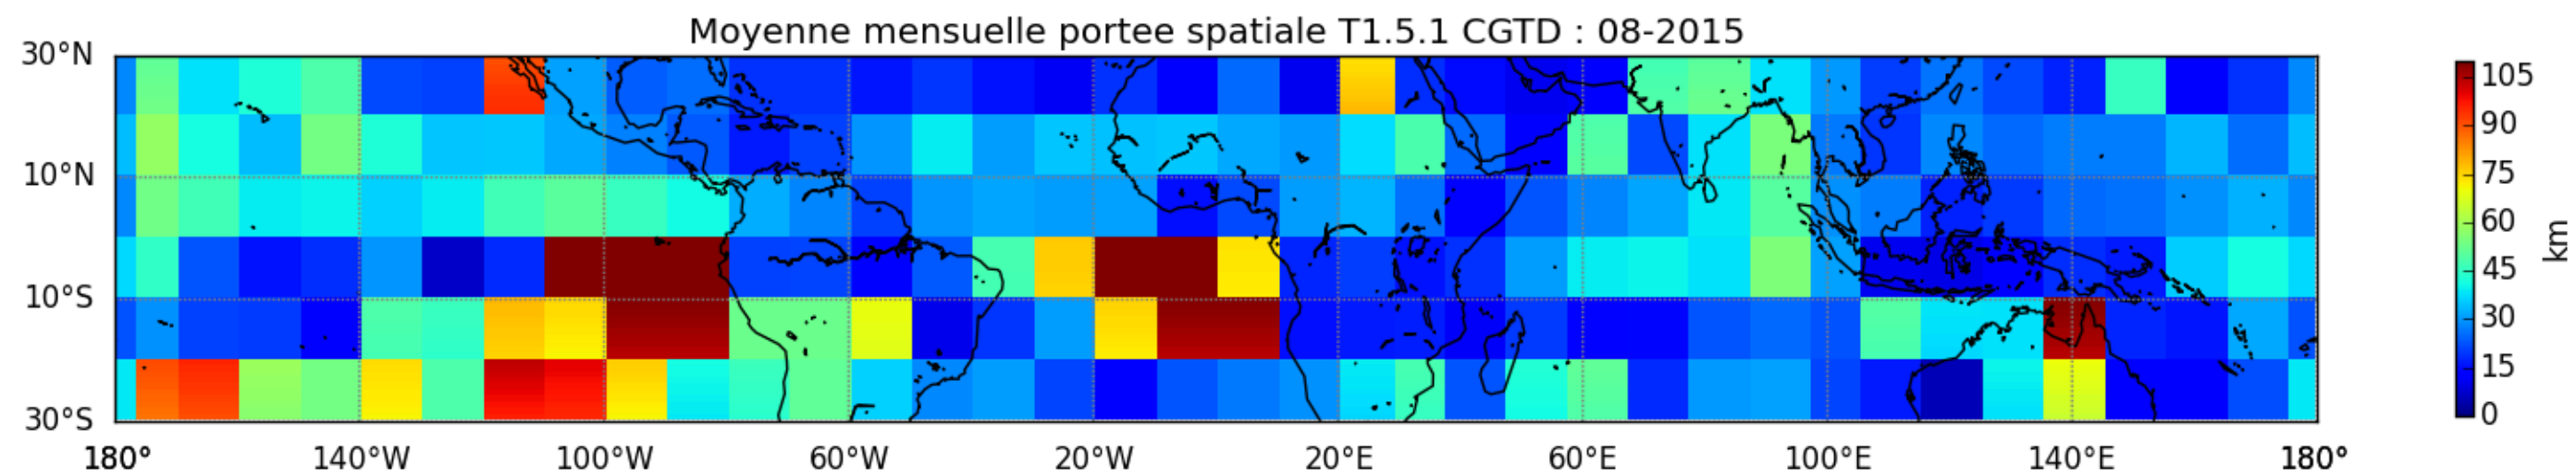 Moyenne mensuelle portee spatiale T1.5.1 CGTD : 08-2015
30°N
10°N
10°S
30°S
180° 140°W 100°W 60°W 20°W 20°E 60°E 100°E 140°E 180°
105
90
75
60
45
30
15
0
km